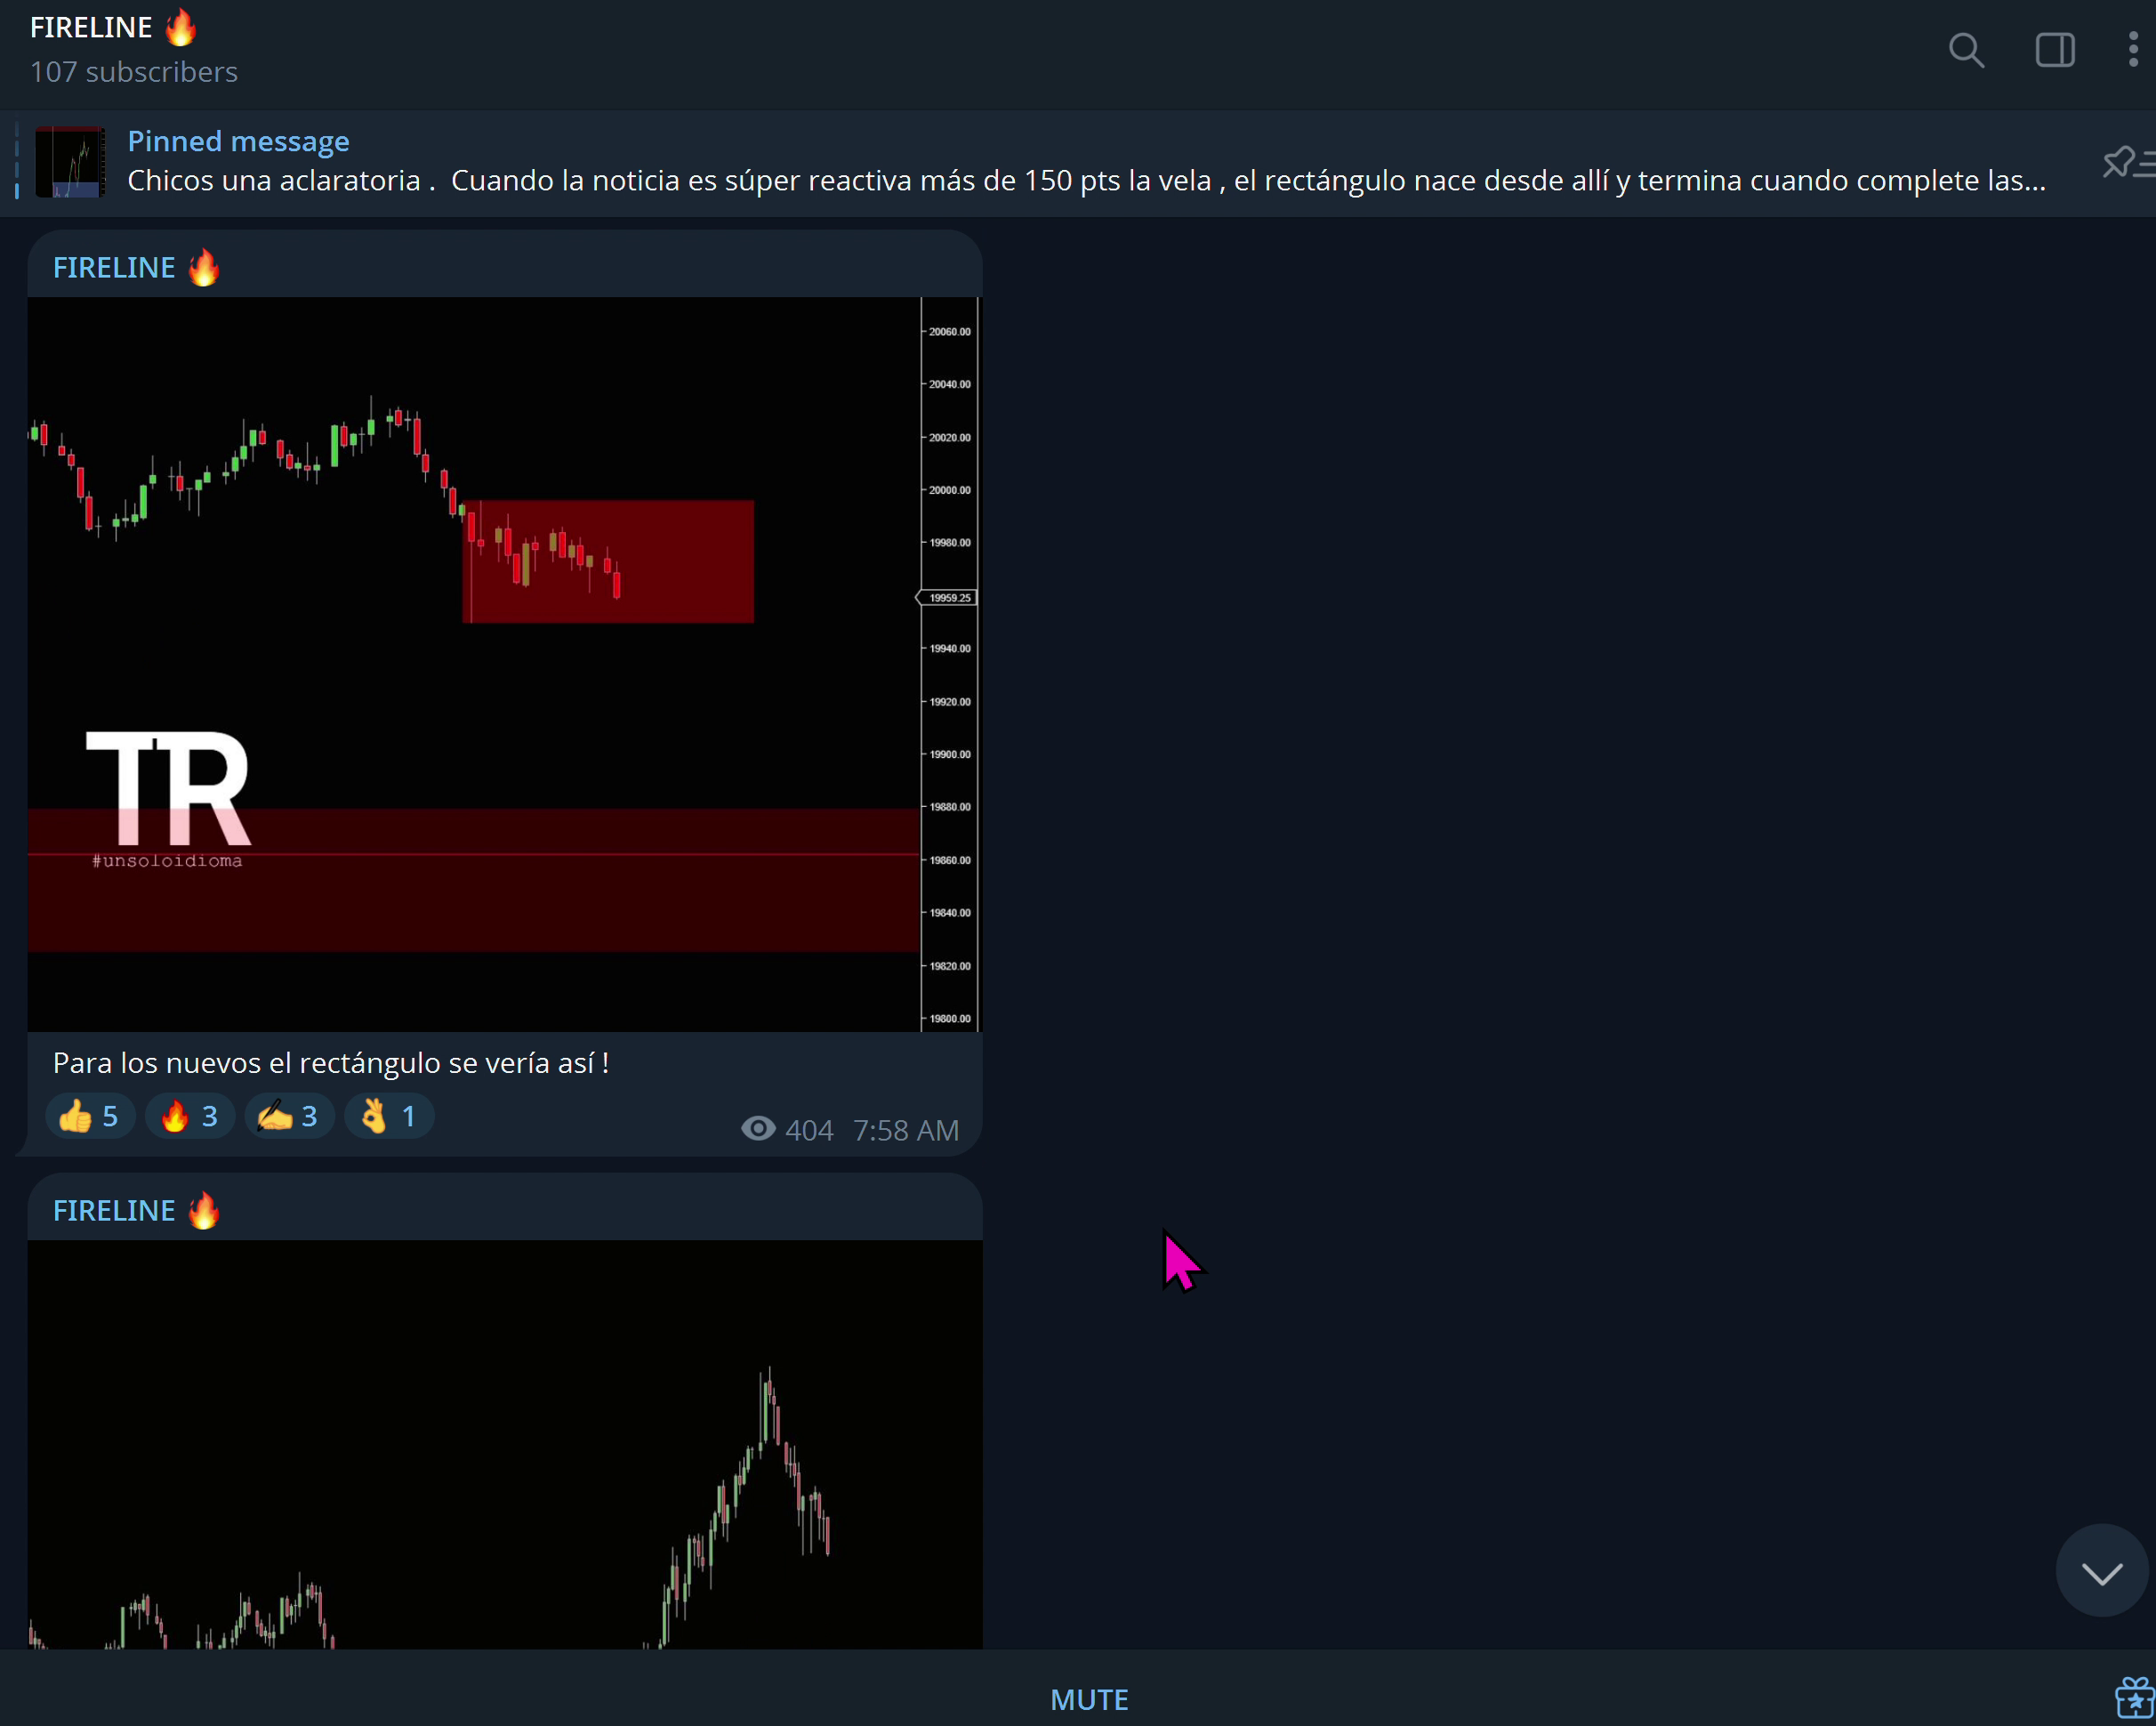 FIRELINE 🔥
107 subscribers
Pinned message
Chicos una aclaratoria . Cuando la noticia es súper reactiva más de 150 pts la vela , el rectángulo nace desde allí y termina cuando complete las...
FIRELINE 🔥
20060.00
20040.00
20020.00
20000.00
19980.00
19959.25
19940.00
19920.00
19900.00
19880.00
19860.00
19840.00
19820.00
19800.00
TR
#unsoloidioma
Para los nuevos el rectángulo se vería así !
👍 5 🔥 3 ✍ 3 👌 1
404 7:58 AM
FIRELINE 🔥
MUTE